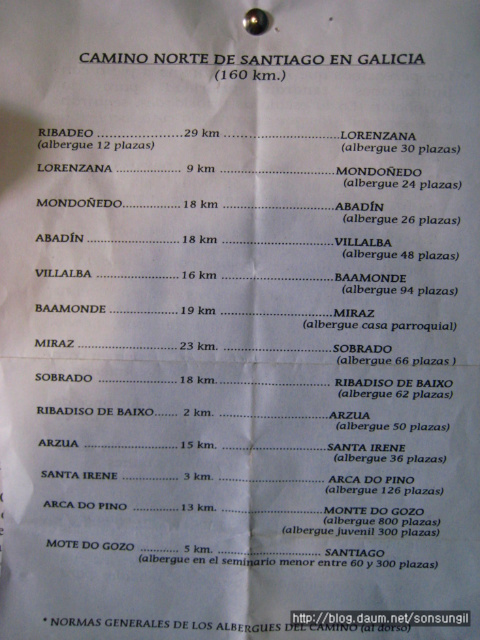 CAMINO NORTE DE SANTIAGO EN GALICIA
(160 km.)
RIBADEO ...................... 29 km .............................. LORENZANA
(albergue 12 plazas) (albergue 30 plazas)
LORENZANA ................... 9 km .............................. MONDOÑEDO
(albergue 24 plazas)
MONDOÑEDO............... 18 km .............................. ABADÍN
(albergue 26 plazas)
ABADÍN ........................ 18 km .............................. VILLALBA
(albergue 48 plazas)
VILLALBA ...................... 16 km .............................. BAAMONDE
(albergue 94 plazas)
BAAMONDE .................. 19 km .............................. MIRAZ
(albergue casa parroquial)
MIRAZ ........................... 23 km. .............................. SOBRADO
(albergue 66 plazas )
SOBRADO ..................... 18 km. .............................. RIBADISO DE BAIXO
(albergue 62 plazas)
RIBADISO DE BAIXO...... 2 km. .............................. ARZUA
(albergue 50 plazas)
ARZUA ........................ 15 km. .............................. SANTA IRENE
(albergue 36 plazas)
SANTA IRENE ................. 3 km. .............................. ARCA DO PINO
(albergue 126 plazas)
ARCA DO PINO ............. 13 km. .............................. MONTE DO GOZO
(albergue 800 plazas)
(albergue juvenil 300 plazas)
MOTE DO GOZO .......... 5 km. .............................. SANTIAGO
(albergue en el seminario menor entre 60 y 300 plazas)
* NORMAS GENERALES DE LOS ALBERGUES DEL CAMINO (al dorso)
http://blog.daum.net/sonsungil